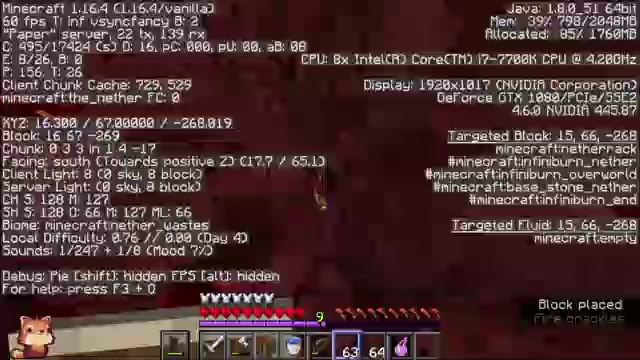 Minecraft 1.16.4 (1.16.4/vanilla)
60 fps T: inf vsyncfancy B: 2
"Paper" server, 22 tx, 139 rx
C: 495/17424 (s) D: 16, pC: 000, pU: 00, aB: 08
E: 8/26, B: 0
P: 156. T: 26
Client Chunk Cache: 729, 529
minecraft:the_nether FC: 0
XYZ: 16.300 / 67.00000 / -268.019
Block: 16 67 -269
Chunk: 0 3 3 in 1 4 -17
Facing: south (Towards positive Z) (17.7 / 65.1)
Client Light: 8 (0 sky, 8 block)
Server Light: (0 sky, 8 block)
CH S: 128 M: 127
SH S: 128 O: 66 M: 127 ML: 66
Biome: minecraft:nether_wastes
Local Difficulty: 0.76 // 0.00 (Day 4)
Sounds: 1/247 + 1/8 (Mood 7%)
Debug: Pie [shift]: hidden FPS [alt]: hidden
For help: press F3 + Q
Java: 1.8.0_51 64bit
Mem: 39% 798/2048MB
Allocated: 85% 1760MB
CPU: 8x Intel(R) Core(TM) i7-7700K CPU @ 4.20GHz
Display: 1920x1017 (NVIDIA Corporation)
GeForce GTX 1080/PCIe/SSE2
4.6.0 NVIDIA 445.87
Targeted Block: 15, 66, -268
minecraft:netherrack
#minecraft:infiniburn_nether
#minecraft:infiniburn_overworld
#minecraft:base_stone_nether
#minecraft:infiniburn_end
Targeted Fluid: 15, 66, -268
minecraft:empty
Block placed
Fire crackles
9
63
64